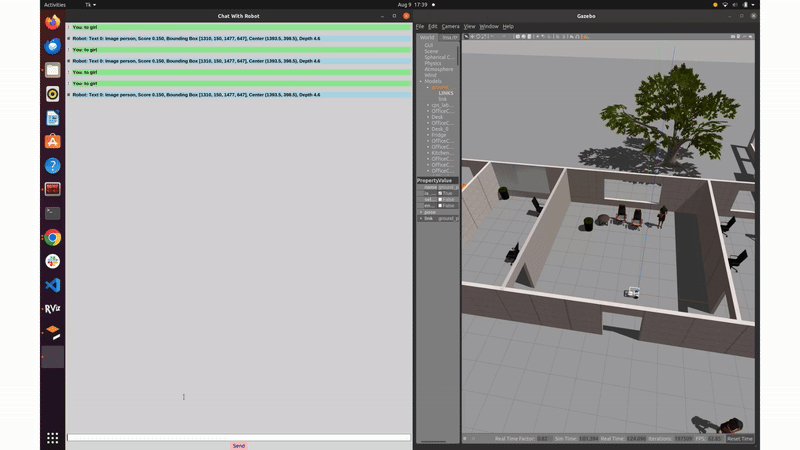 Activities
Tk
Aug 9 17:39
Chat With Robot
You: to girl
Robot: Text 0: Image person, Score 0.150, Bounding Box [1310, 150, 1477, 647], Center (1393.5, 398.5), Depth 4.6
You: to girl
Robot: Text 0: Image person, Score 0.150, Bounding Box [1310, 150, 1477, 647], Center (1393.5, 398.5), Depth 4.6
You: to girl
You: to girl
Robot: Text 0: Image person, Score 0.150, Bounding Box [1310, 150, 1477, 647], Center (1393.5, 398.5), Depth 4.6
Send
RViz
Gazebo
File Edit Camera View Window Help
World
GUI
Scene
Spherical C...
Physics
Atmosphere
Wind
Models
LINKS
link
OfficeC...
Desk
Desk_0
Fridge
OfficeC...
OfficeC...
Kitchen...
OfficeC...
OfficeC...
OfficeC...
Property Value
name ground_p
True
False
False
pose
link ground_p
Real Time Factor:
Sim Time:
Real Time:
Iterations:
FPS:
Reset Time